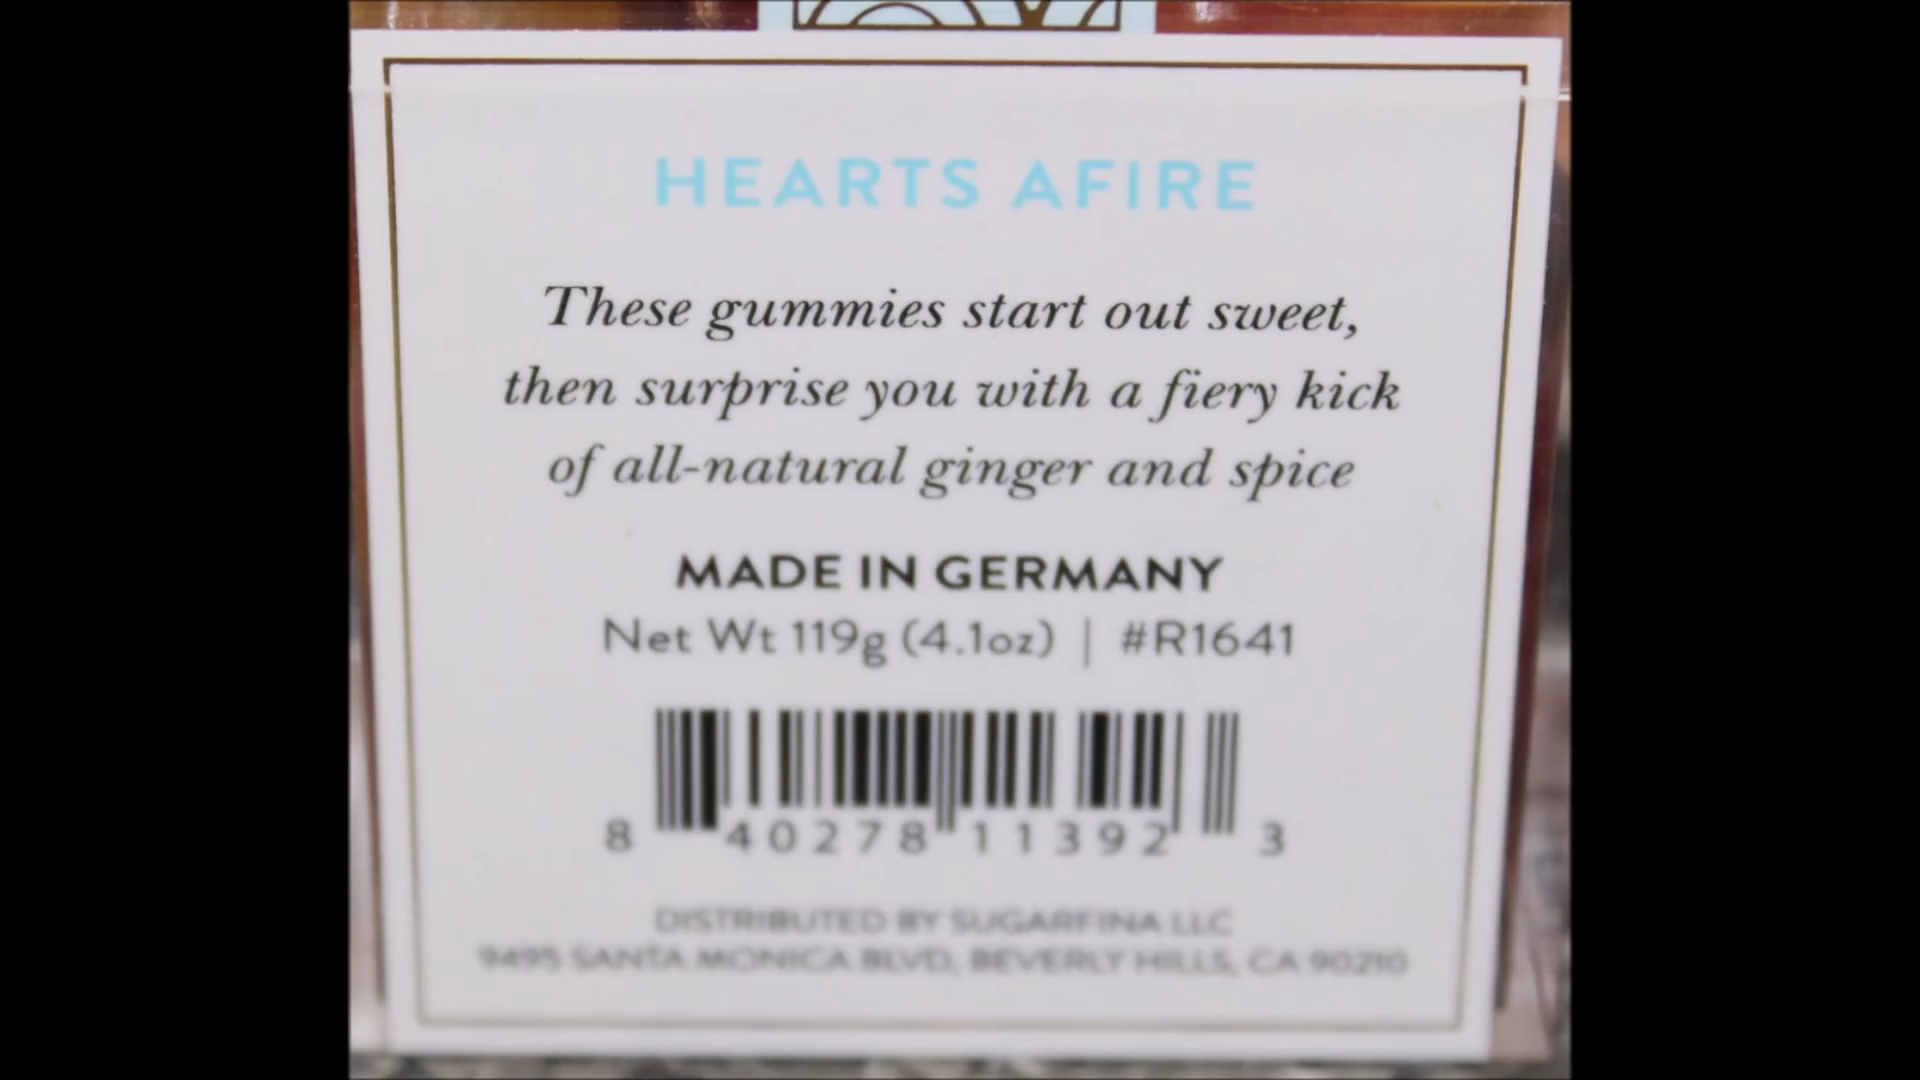 HEARTS AFIRE
These gummies start out sweet,
then surprise you with a fiery kick
of all-natural ginger and spice
MADE IN GERMANY
Net Wt 119g (4.1oz) | #R1641
8 40278 11392 3
DISTRIBUTED BY SUGARFINA LLC
9495 SANTA MONICA BLVD, BEVERLY HILLS, CA 90210